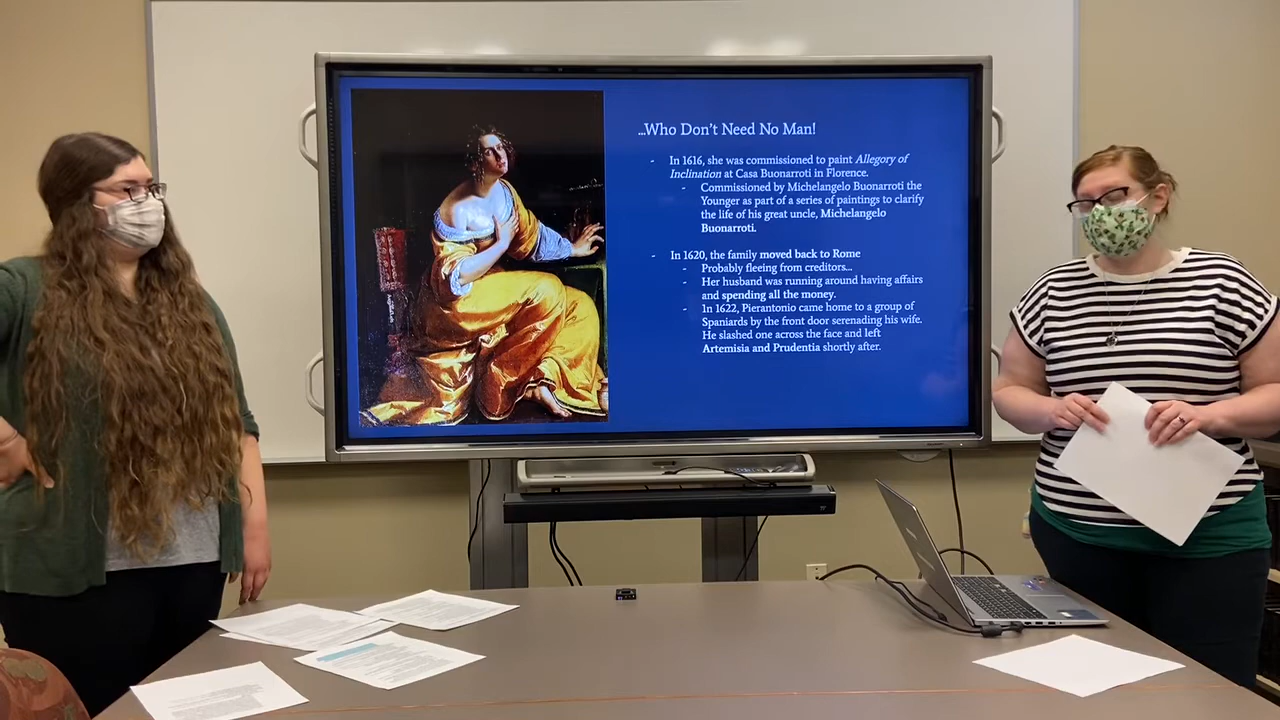 ...Who Don't Need No Man!
- In 1616, she was commissioned to paint Allegory of
Inclination at Casa Buonarroti in Florence.
- Commissioned by Michelangelo Buonarroti the
Younger as part of a series of paintings to clarify
the life of his great uncle, Michelangelo
Buonarroti.
- In 1620, the family moved back to Rome
- Probably fleeing from creditors...
- Her husband was running around having affairs
and spending all the money.
- 1n 1622, Pierantonio came home to a group of
Spaniards by the front door serenading his wife.
He slashed one across the face and left
Artemisia and Prudentia shortly after.